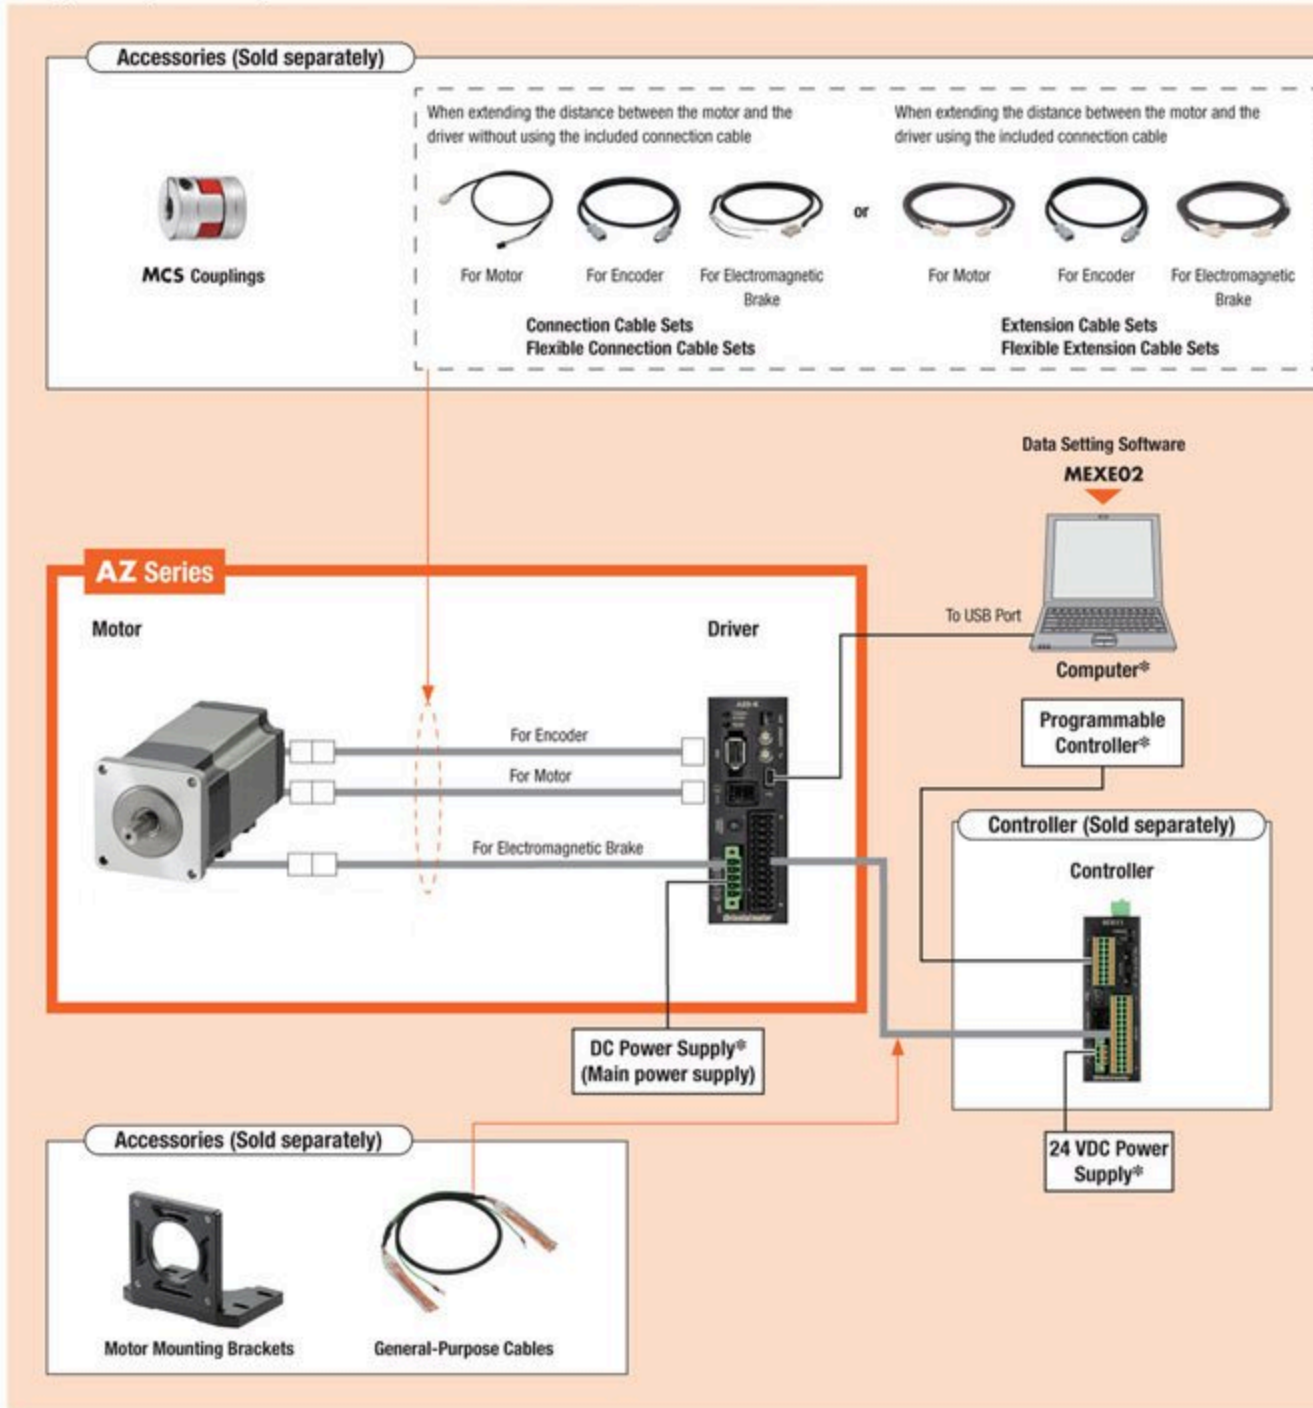 Accessories (Sold separately)
When extending the distance between the motor and the
driver without using the included connection cable
When extending the distance between the motor and the
driver using the included connection cable
or
MCS Couplings
For Motor
For Encoder
For Electromagnetic
Brake
For Motor
For Encoder
For Electromagnetic
Brake
Connection Cable Sets
Flexible Connection Cable Sets
Extension Cable Sets
Flexible Extension Cable Sets
Data Setting Software
MEXE02
AZ Series
To USB Port
Motor
Driver
Computer*
Programmable
Controller*
For Encoder
For Motor
For Electromagnetic Brake
Controller (Sold separately)
Controller
Orientalmotor
DC Power Supply*
(Main power supply)
24 VDC Power
Supply*
Accessories (Sold separately)
Motor Mounting Brackets
General-Purpose Cables